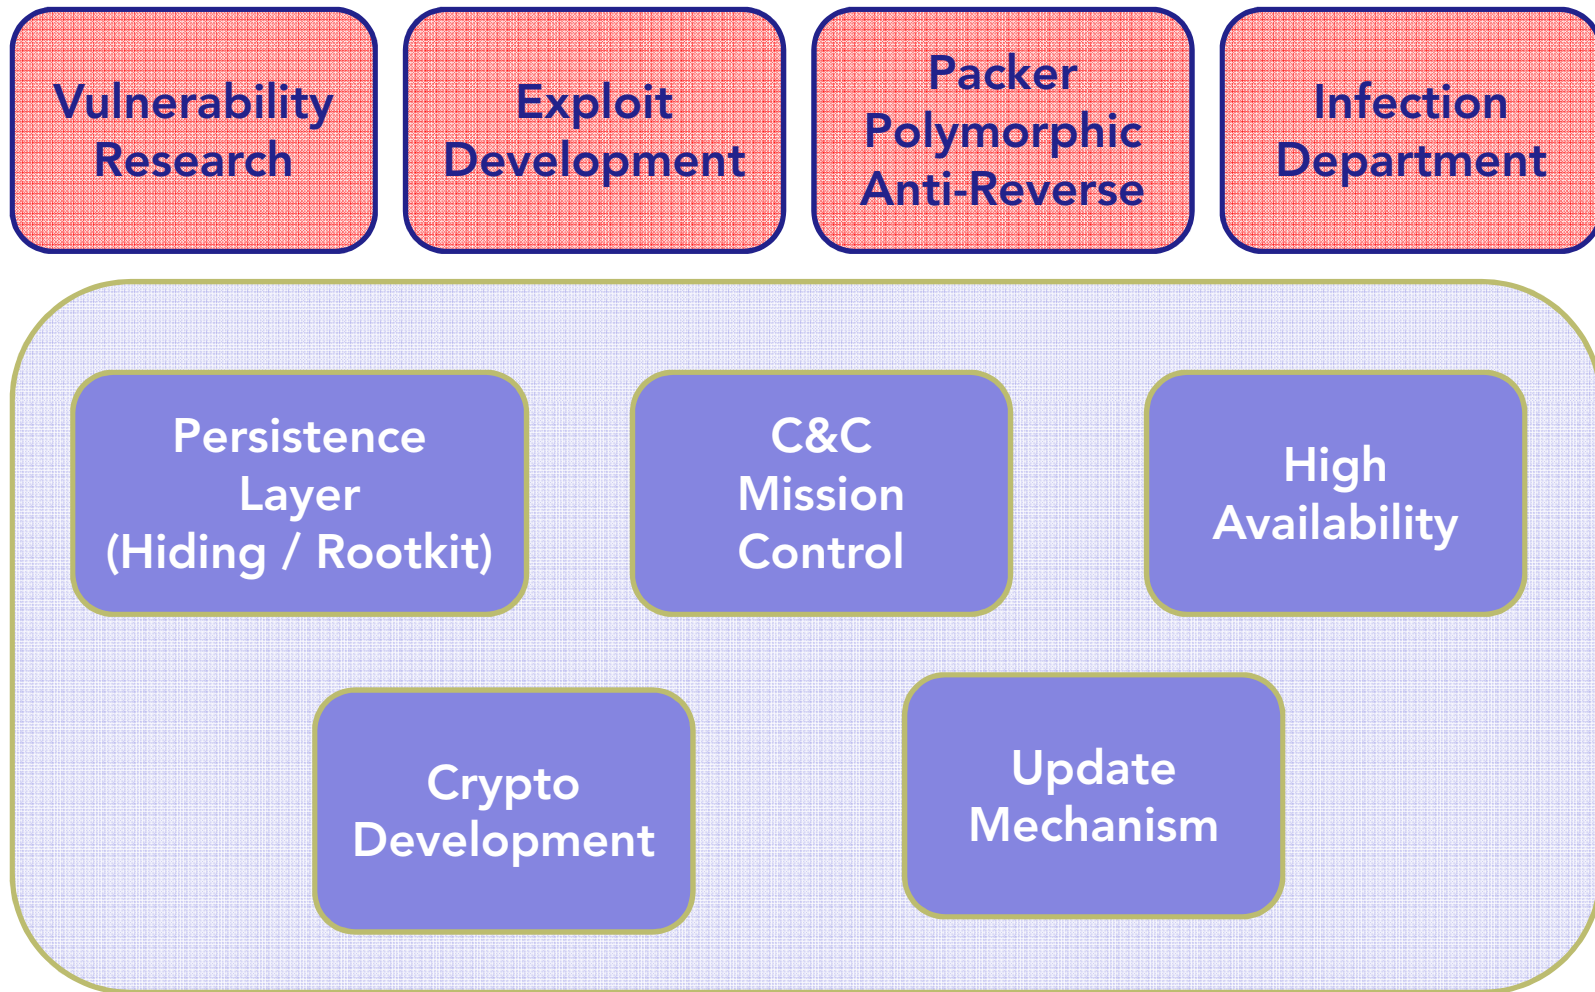 Vulnerability
Research
Exploit
Development
Packer
Polymorphic
Anti-Reverse
Infection
Department
Persistence
Layer
(Hiding / Rootkit)
C&C
Mission
Control
High
Availability
Crypto
Development
Update
Mechanism